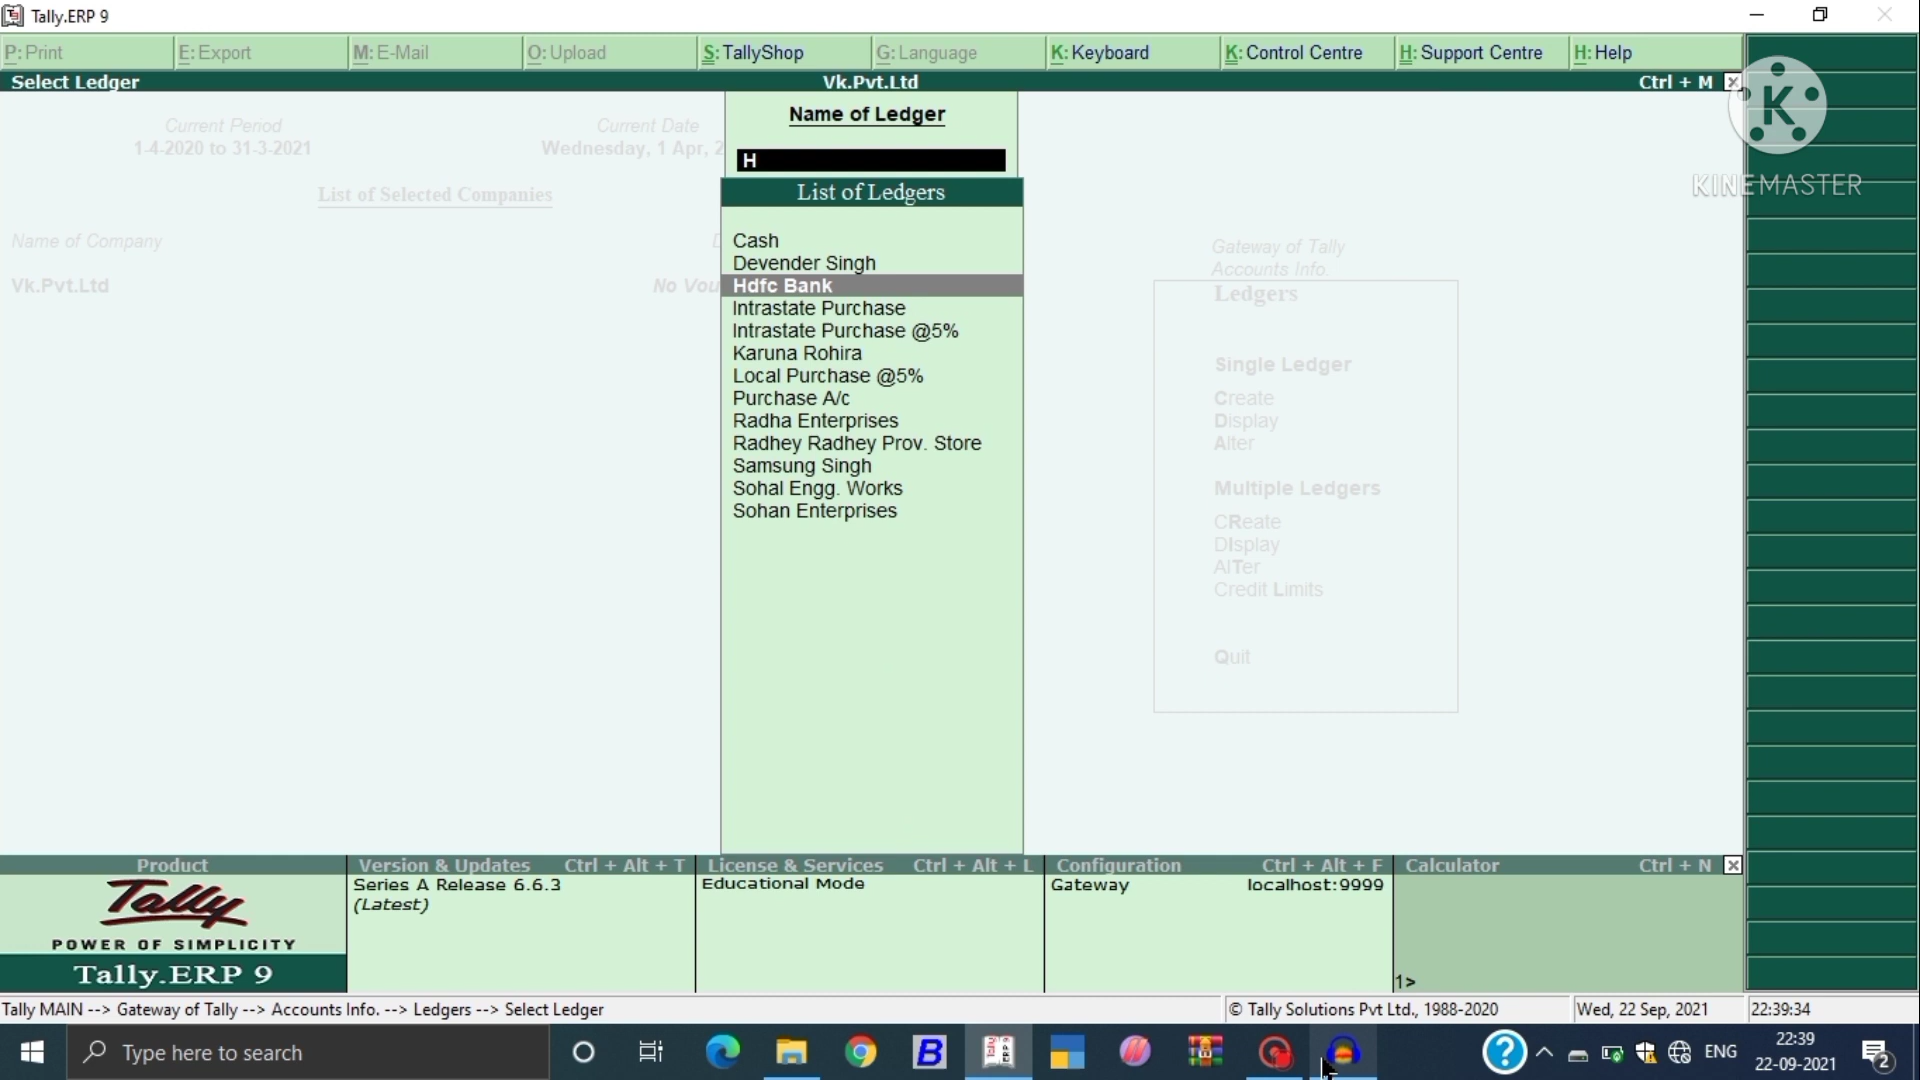 Tally.ERP 9
P: Print E: Export M: E-Mail O: Upload S: TallyShop G: Language K: Keyboard K: Control Centre H: Support Centre H: Help
Select Ledger Vk.Pvt.Ltd Ctrl + M
KINEMASTER
Current Period Current Date
1-4-2020 to 31-3-2021 Wednesday, 1 Apr, 2
List of Selected Companies
Name of Company
Vk.Pvt.Ltd No Vou
Name of Ledger
H
List of Ledgers
Cash
Devender Singh
Hdfc Bank
Intrastate Purchase
Intrastate Purchase @5%
Karuna Rohira
Local Purchase @5%
Purchase A/c
Radha Enterprises
Radhey Radhey Prov. Store
Samsung Singh
Sohal Engg. Works
Sohan Enterprises
Gateway of Tally
Accounts Info.
Ledgers
Single Ledger
Create
Display
Alter
Multiple Ledgers
CReate
DIsplay
AlTer
Credit Limits
Quit
Product
Tally
POWER OF SIMPLICITY
Tally.ERP 9
Version & Updates Ctrl + Alt + T
Series A Release 6.6.3
(Latest)
License & Services Ctrl + Alt + L
Educational Mode
Configuration Ctrl + Alt + F
Gateway localhost:9999
Calculator Ctrl + N
1>
Tally MAIN --> Gateway of Tally --> Accounts Info. --> Ledgers --> Select Ledger © Tally Solutions Pvt Ltd., 1988-2020 Wed, 22 Sep, 2021 22:39:34
Type here to search
ENG
22:39
22-09-2021
2